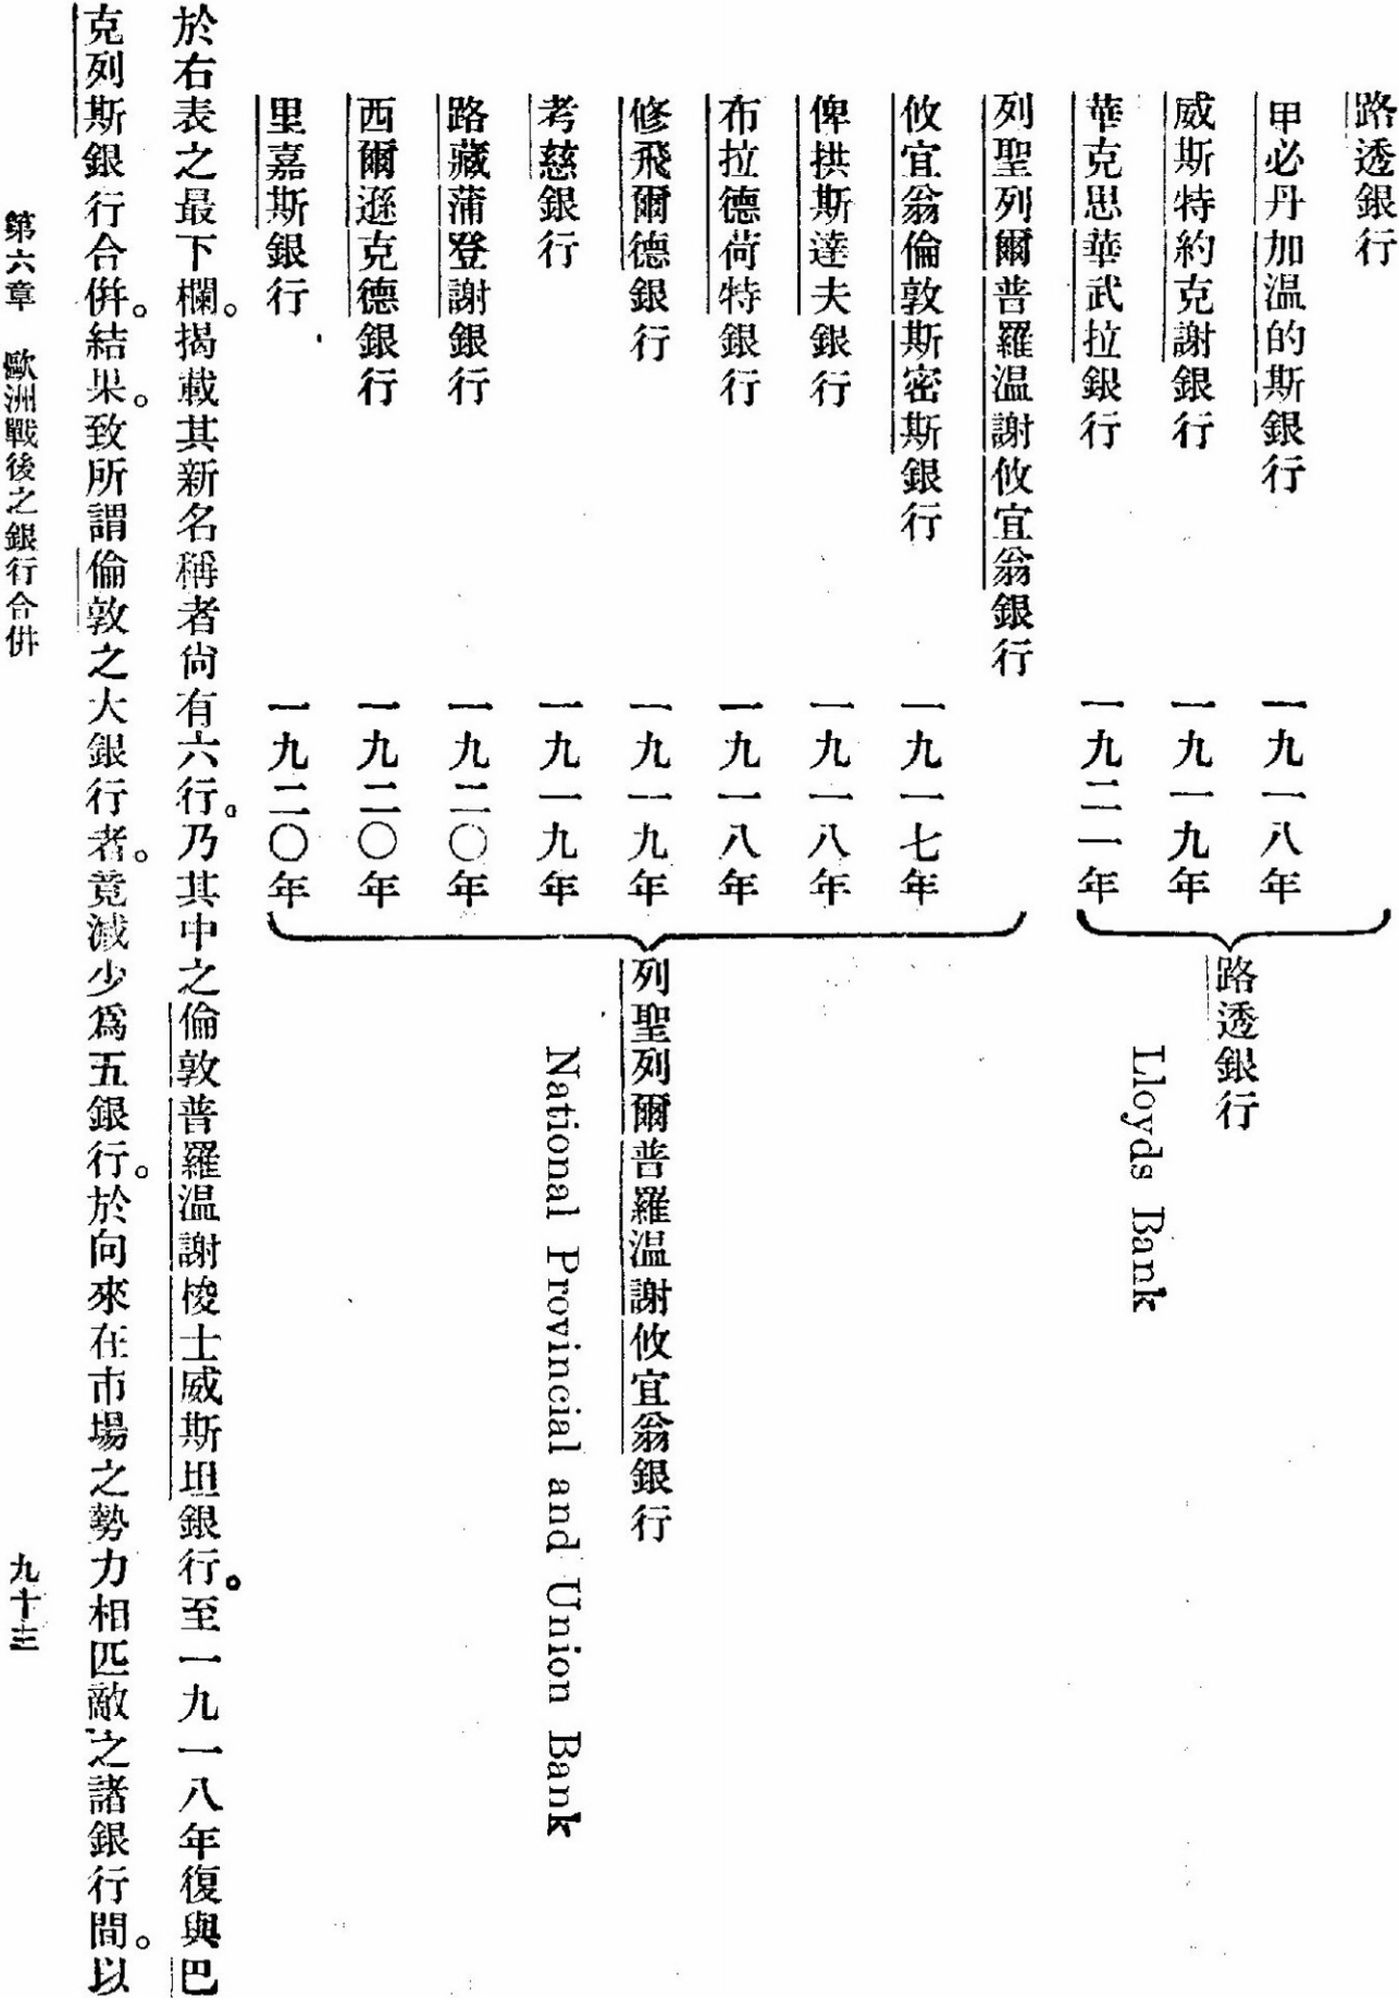 路透銀行
甲必丹加温的斯銀行 一九一八年
威斯特約克謝銀行 一九一九年
華克思華武拉銀行 一九二一年
路透銀行
Lloyds Bank
列聖列爾普羅温謝攸宜翁銀行
攸宜翁倫敦斯密斯銀行 一九一七年
俾拱斯達夫銀行 一九一八年
布拉德荷特銀行 一九一八年
修飛爾德銀行 一九一九年
考慈銀行 一九一九年
路藏蒲登謝銀行 一九二〇年
西爾遜克德銀行 一九二〇年
里嘉斯銀行 一九二〇年
列聖列爾普羅温謝攸宜翁銀行
National Provincial and Union Bank
於右表之最下欄。揭載其新名稱者尙有六行。乃其中之倫敦普羅温謝梭士威斯坦銀行。至一九一八年復與巴
克列斯銀行合併。結果。致所謂倫敦之大銀行者。竟減少爲五銀行。於向來在市場之勢力相匹敵之諸銀行間。以
第六章 歐洲戰後之銀行合併
九十三